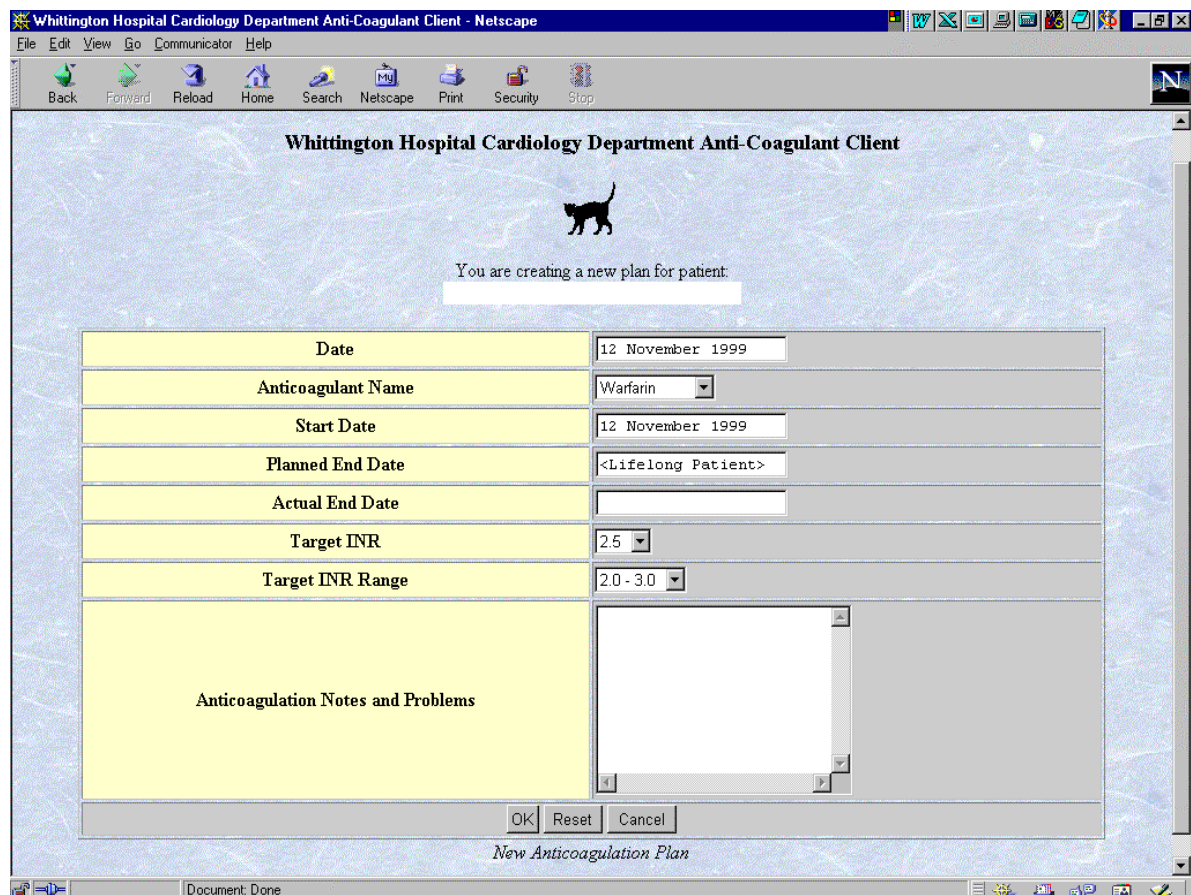 Whittington Hospital Cardiology Department Anti-Coagulant Client - Netscape
File Edit View Go Communicator Help
Back Forward Reload Home Search Netscape Print Security Stop
Whittington Hospital Cardiology Department Anti-Coagulant Client
You are creating a new plan for patient:
Date 12 November 1999
Anticoagulant Name Warfarin
Start Date 12 November 1999
Planned End Date <Lifelong Patient>
Actual End Date
Target INR 2.5
Target INR Range 2.0 - 3.0
Anticoagulation Notes and Problems
OK Reset Cancel
New Anticoagulation Plan
Document: Done